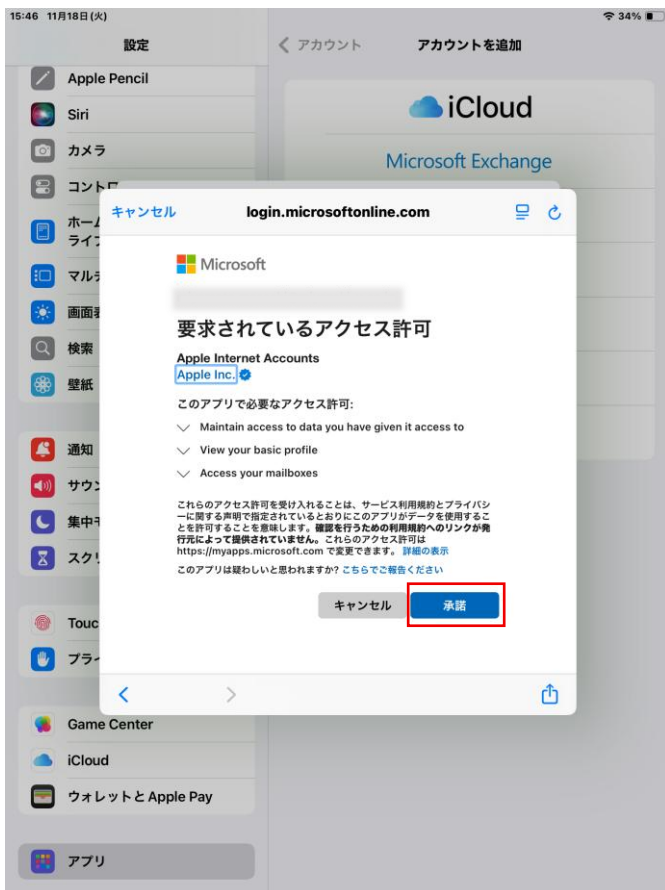 15:46 11月18日(火)
34%
設定
アカウント
アカウントを追加
Apple Pencil
Siri
カメラ
コントロ
ホーム
ライブ
マルチ
画面表
検索
壁紙
通知
サウン
集中モ
スクリ
Touc
プライ
Game Center
iCloud
ウォレットと Apple Pay
アプリ
iCloud
Microsoft Exchange
キャンセル
login.microsoftonline.com
Microsoft
要求されているアクセス許可
Apple Internet Accounts
Apple Inc.
このアプリで必要なアクセス許可:
Maintain access to data you have given it access to
View your basic profile
Access your mailboxes
これらのアクセス許可を受け入れることは、サービス利用規約とプライバシ
ーに関する声明で指定されているとおりにこのアプリがデータを使用するこ
とを許可することを意味します。確認を行うための利用規約へのリンクが発
行元によって提供されていません。これらのアクセス許可は
https://myapps.microsoft.com で変更できます。 詳細の表示
このアプリは疑わしいと思われますか? こちらでご報告ください
キャンセル
承諾